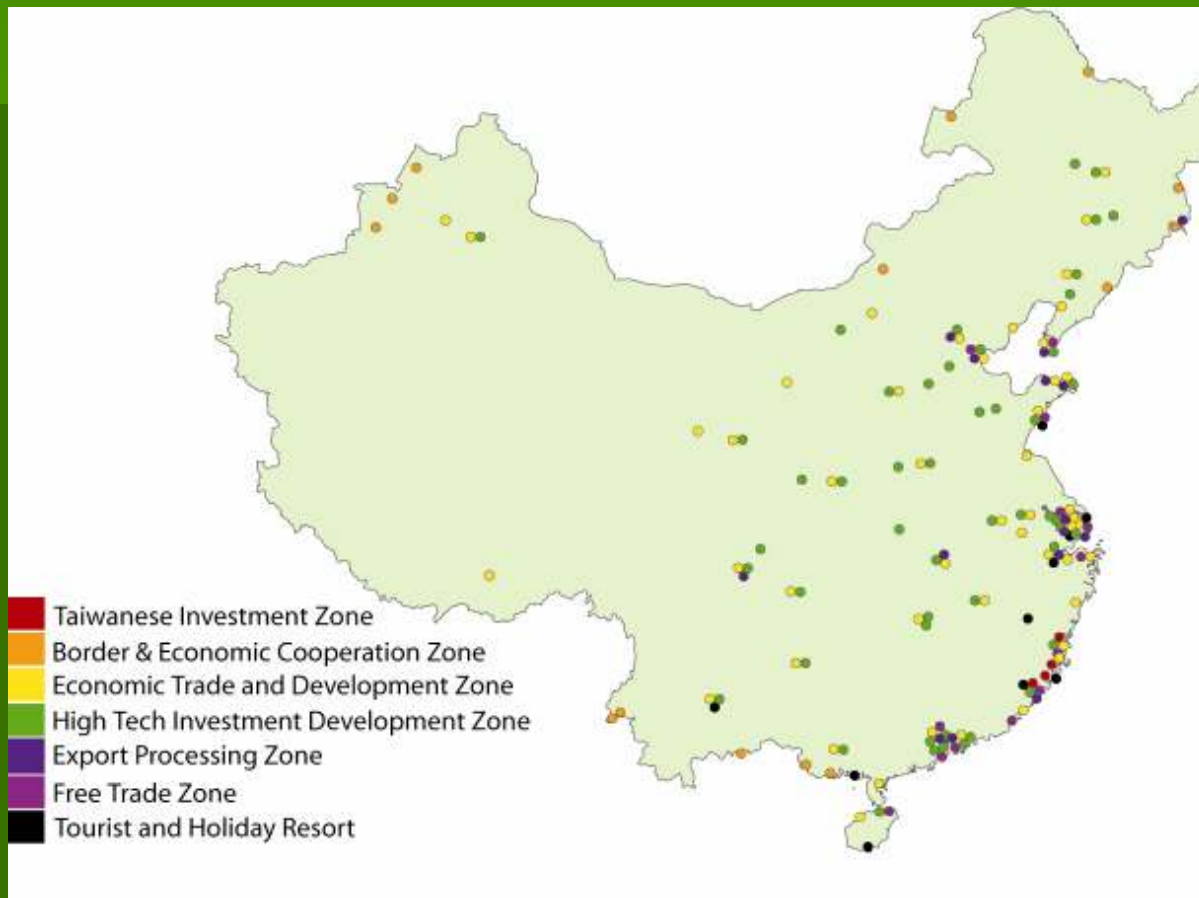 Taiwanese Investment Zone
Border & Economic Cooperation Zone
Economic Trade and Development Zone
High Tech Investment Development Zone
Export Processing Zone
Free Trade Zone
Tourist and Holiday Resort